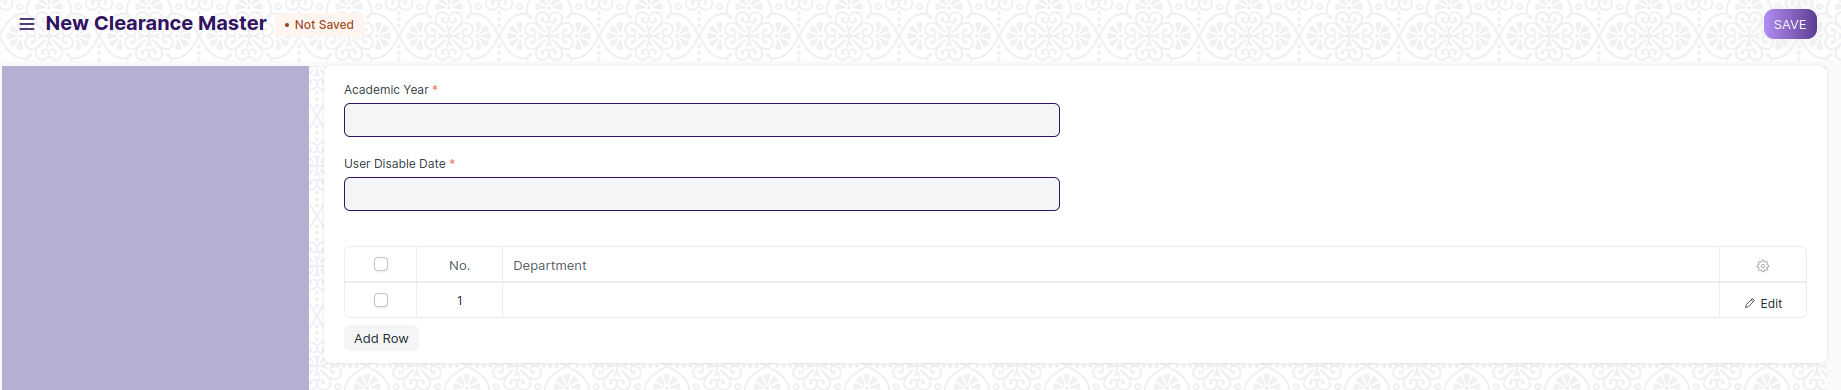 New Clearance Master • Not Saved SAVE
Academic Year *
User Disable Date *
No. Department
1 Edit
Add Row